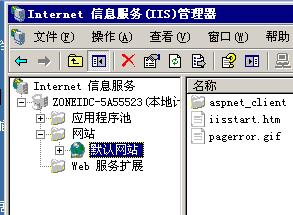 Internet 信息服务(IIS)管理器
文件(F) 操作(A) 查看(V) 窗口(W) 帮助
Internet 信息服务
ZONEIDC-5A55523(本地计
应用程序池
网站
默认网站
Web 服务扩展
名称
aspnet_client
iisstart.htm
pagerror.gif